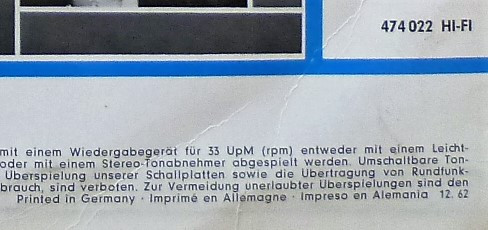 474 022 HI-FI
mit einem Wiedergabegerät für 33 UpM (rpm) entweder mit einem Leicht-
oder mit einem Stereo-Tonabnehmer abgespielt werden. Umschaltbare Ton-
Überspielung unserer Schallplatten sowie die Übertragung von Rundfunk-
brauch, sind verboten. Zur Vermeidung unerlaubter Überspielungen sind den
Printed in Germany · Imprimé en Allemagne · Impreso en Alemania 12. 62